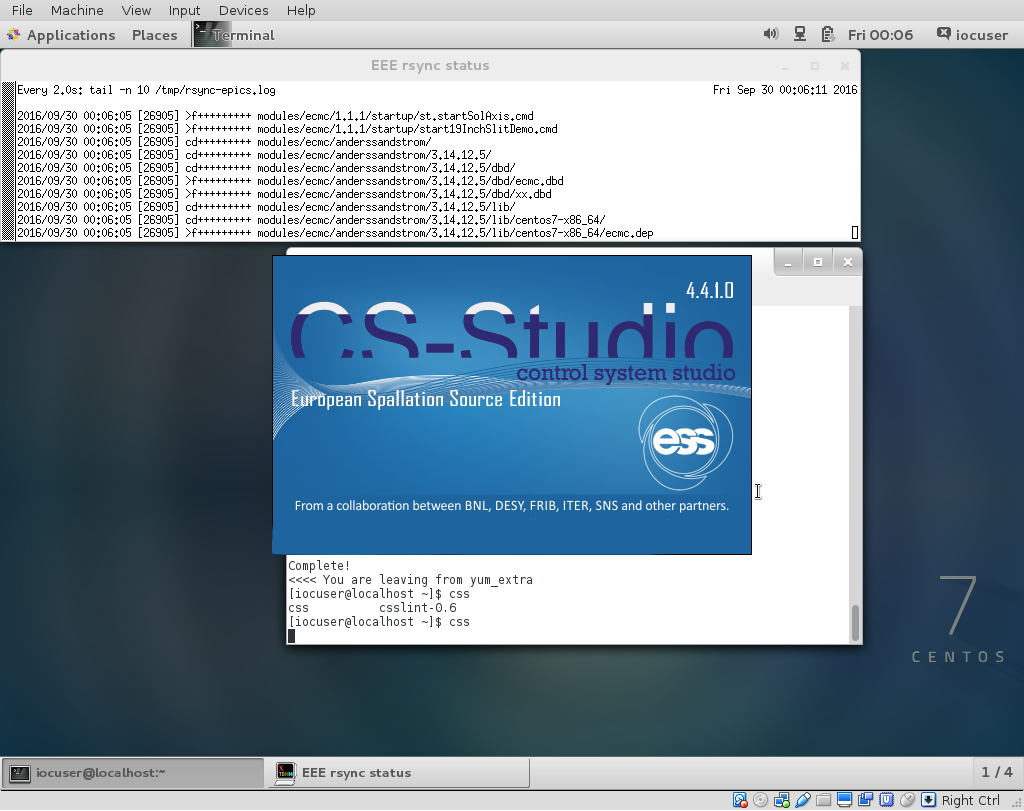 File Machine View Input Devices Help
Applications Places Terminal Fri 00:06 iocuser
EEE rsync status
Every 2.0s: tail -n 10 /tmp/rsync-epics.log Fri Sep 30 00:06:11 2016
2016/09/30 00:06:05 [26905] >f+++++++++ modules/ecmc/1.1.1/startup/st.startSolAxis.cmd
2016/09/30 00:06:05 [26905] >f+++++++++ modules/ecmc/1.1.1/startup/start19InchSlitDemo.cmd
2016/09/30 00:06:05 [26905] cd+++++++++ modules/ecmc/anderssandstrom/
2016/09/30 00:06:05 [26905] cd+++++++++ modules/ecmc/anderssandstrom/3.14.12.5/
2016/09/30 00:06:05 [26905] cd+++++++++ modules/ecmc/anderssandstrom/3.14.12.5/dbd/
2016/09/30 00:06:05 [26905] >f+++++++++ modules/ecmc/anderssandstrom/3.14.12.5/dbd/ecmc.dbd
2016/09/30 00:06:05 [26905] >f+++++++++ modules/ecmc/anderssandstrom/3.14.12.5/dbd/xx.dbd
2016/09/30 00:06:05 [26905] cd+++++++++ modules/ecmc/anderssandstrom/3.14.12.5/lib/
2016/09/30 00:06:05 [26905] cd+++++++++ modules/ecmc/anderssandstrom/3.14.12.5/lib/centos7-x86_64/
2016/09/30 00:06:05 [26905] >f+++++++++ modules/ecmc/anderssandstrom/3.14.12.5/lib/centos7-x86_64/ecmc.dep
4.4.1.0
CS-Studio
control system studio
European Spallation Source Edition
ess
From a collaboration between BNL, DESY, FRIB, ITER, SNS and other partners.
Complete!
<<<< You are leaving from yum_extra
[iocuser@localhost ~]$ css
css csslint-0.6
[iocuser@localhost ~]$ css
7
CENTOS
iocuser@localhost:~ EEE rsync status 1 / 4
Right Ctrl